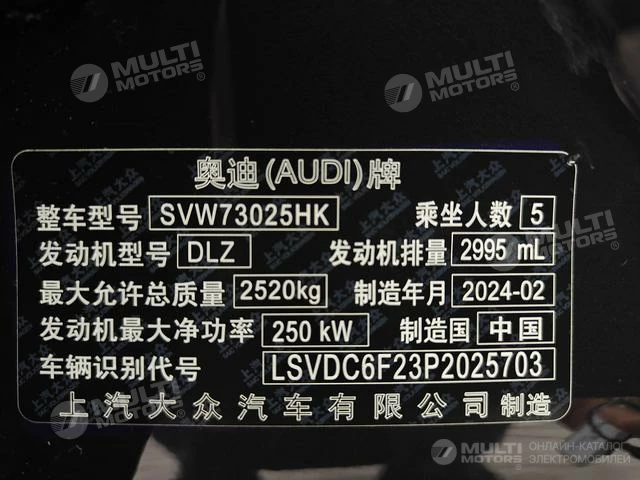 MULTI MOTORS®
MULTI MOTORS®
奥迪(AUDI)牌
整车型号 SVW73025HK 乘坐人数 5
发动机型号 DLZ 发动机排量 2995 mL
最大允许总质量 2520kg 制造年月 2024-02
发动机最大净功率 250 kW 制造国 中国
车辆识别代号 LSVDC6F23P2025703
上汽大众汽车有限公司制造
MULTI MOTORS® ОНЛАЙН-КАТАЛОГ ЭЛЕКТРОМОБИЛЕЙ